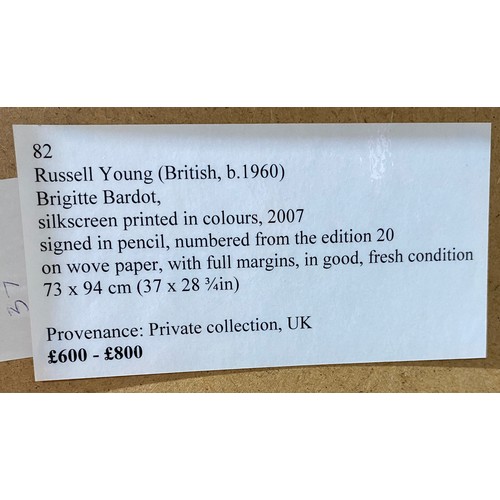 82
Russell Young (British, b.1960)
Brigitte Bardot,
silkscreen printed in colours, 2007
signed in pencil, numbered from the edition 20
on wove paper, with full margins, in good, fresh condition
73 x 94 cm (37 x 28 ¾in)
Provenance: Private collection, UK
£600 - £800